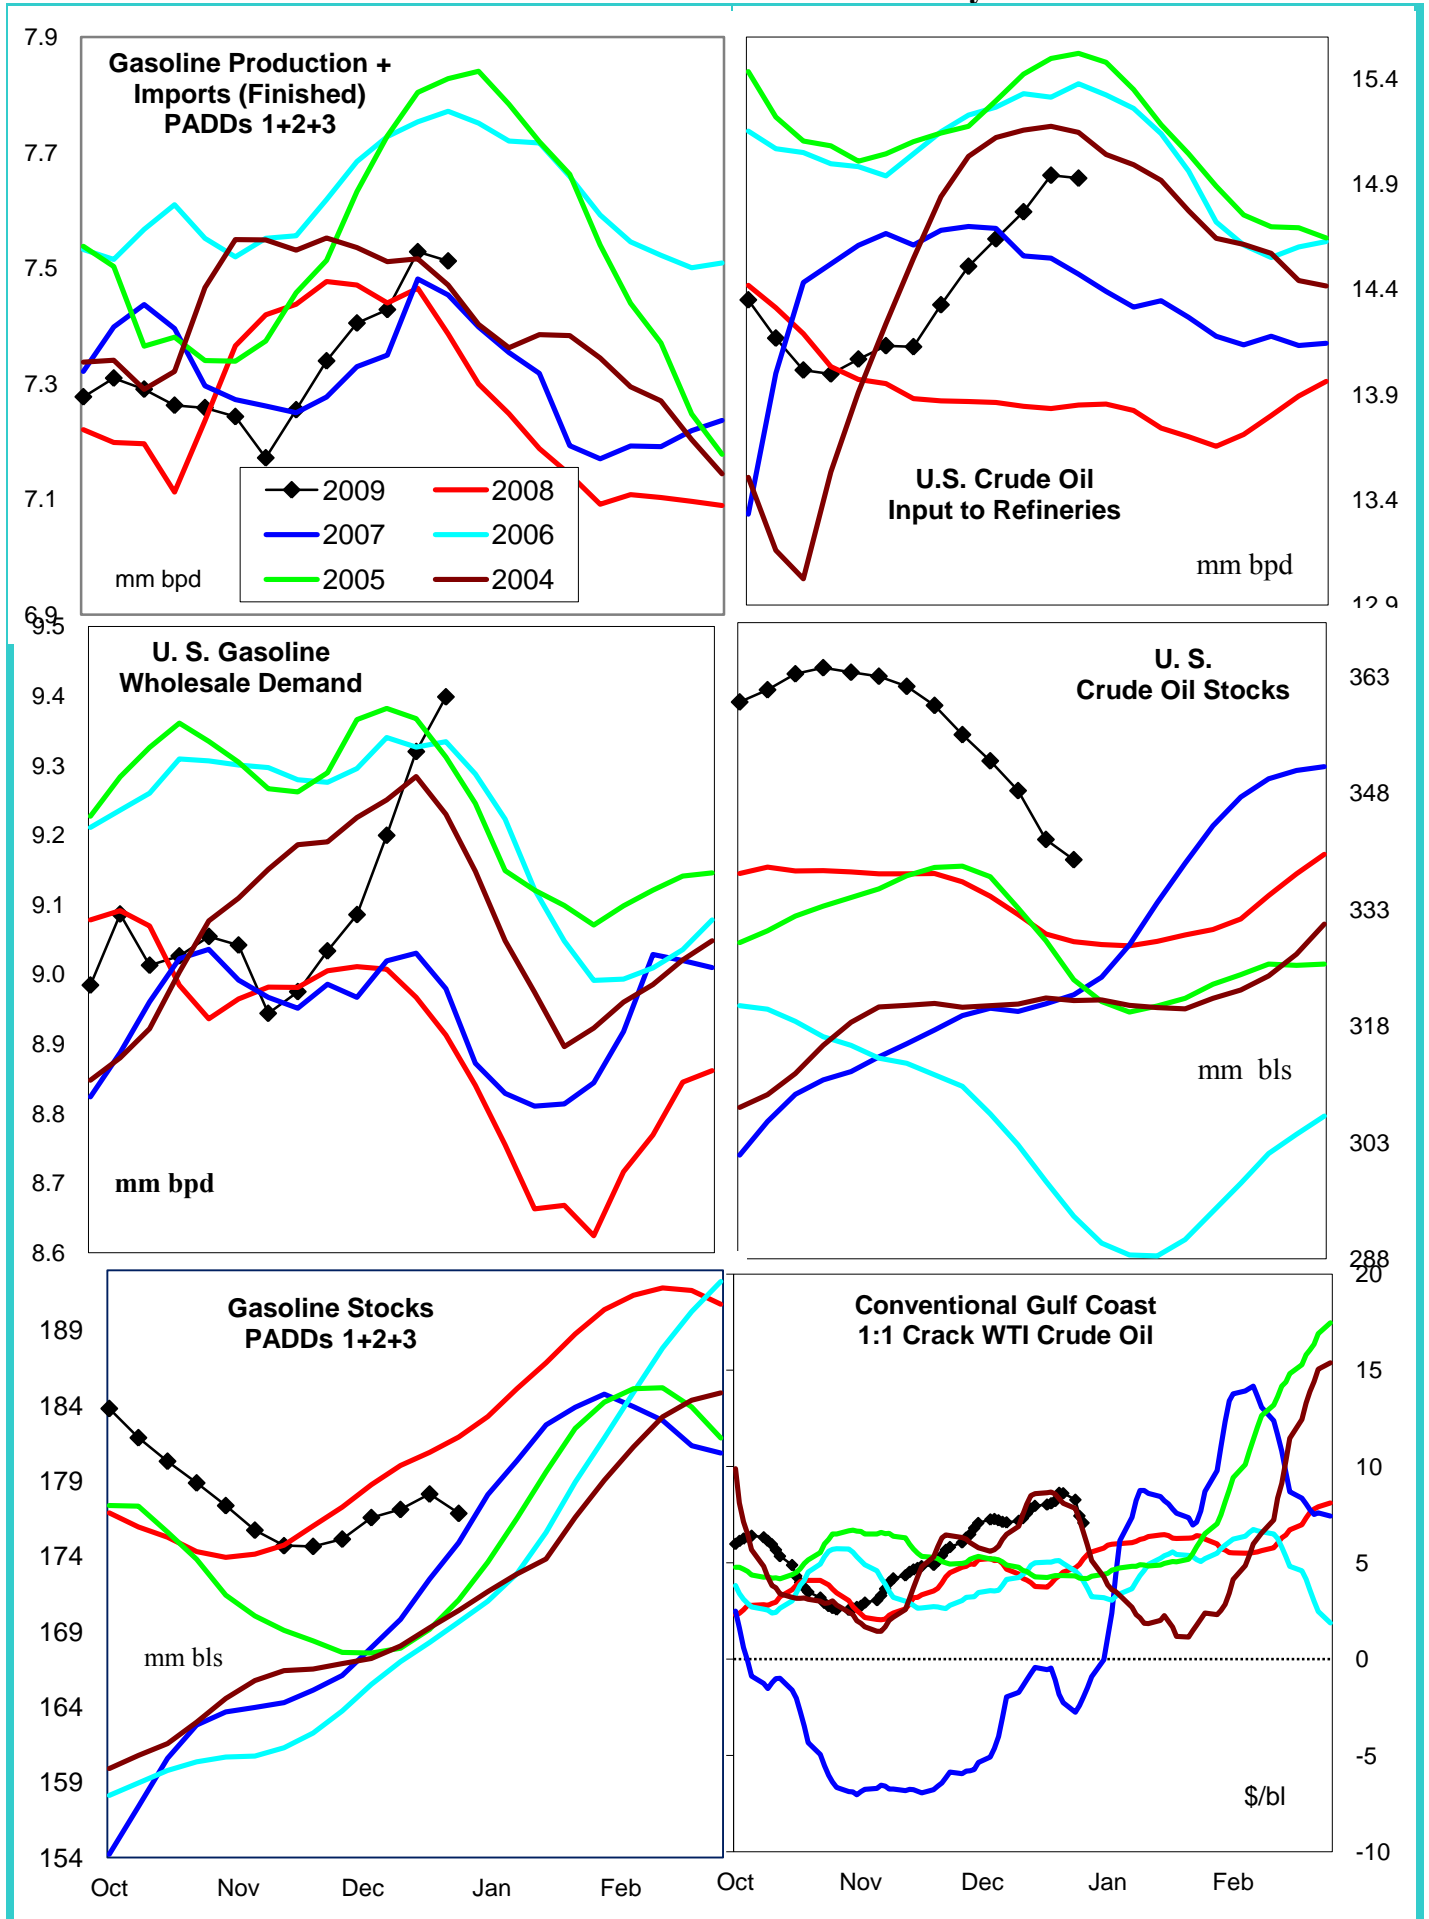 Gasoline Production +
Imports (Finished)
PADDs 1+2+3
7.9
7.7
7.5
7.3
7.1
6.9
2009 2008
2007 2006
2005 2004
mm bpd
U.S. Crude Oil
Input to Refineries
mm bpd
15.4
14.9
14.4
13.9
13.4
12.9
U. S. Gasoline
Wholesale Demand
9.5
9.4
9.3
9.2
9.1
9.0
8.9
8.8
8.7
8.6
mm bpd
U. S.
Crude Oil Stocks
363
348
333
318
303
288
mm bls
Gasoline Stocks
PADDs 1+2+3
189
184
179
174
169
164
159
154
mm bls
Oct Nov Dec Jan Feb
Conventional Gulf Coast
1:1 Crack WTI Crude Oil
20
15
10
5
0
-5
-10
$/bl
Oct Nov Dec Jan Feb